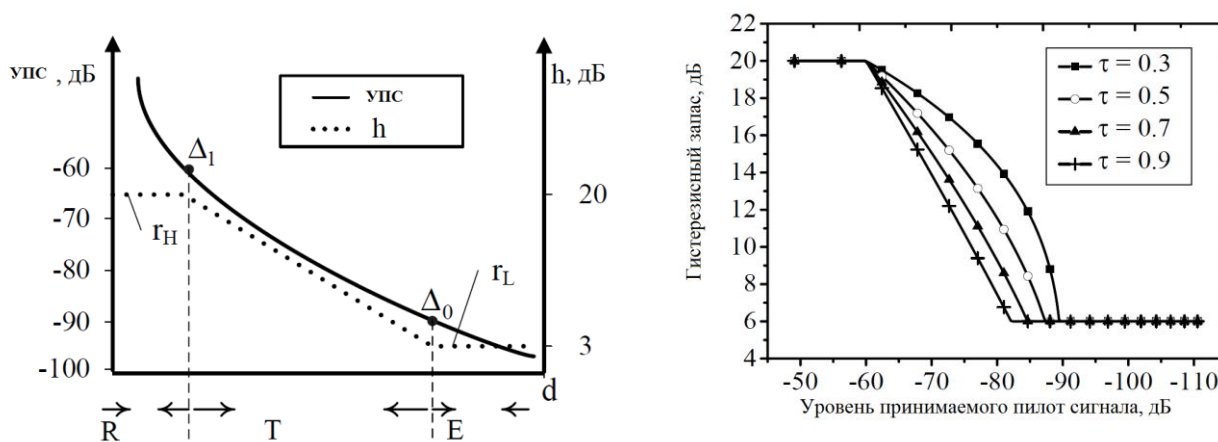 УПС , дБ
h, дБ
УПС
h
Δ1
-60
20
-70
rH
-80
rL
Δ0
-90
3
-100
d
R T E
22
20
18
16
14
12
10
8
6
4
Гистерезисный запас, дБ
τ = 0.3
τ = 0.5
τ = 0.7
τ = 0.9
-50 -60 -70 -80 -90 -100 -110
Уровень принимаемого пилот сигнала, дБ